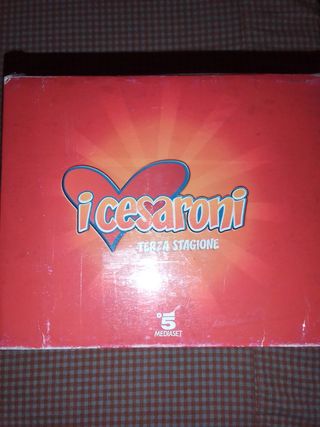 i cesaroni
TERZA STAGIONE
5
MEDIASET